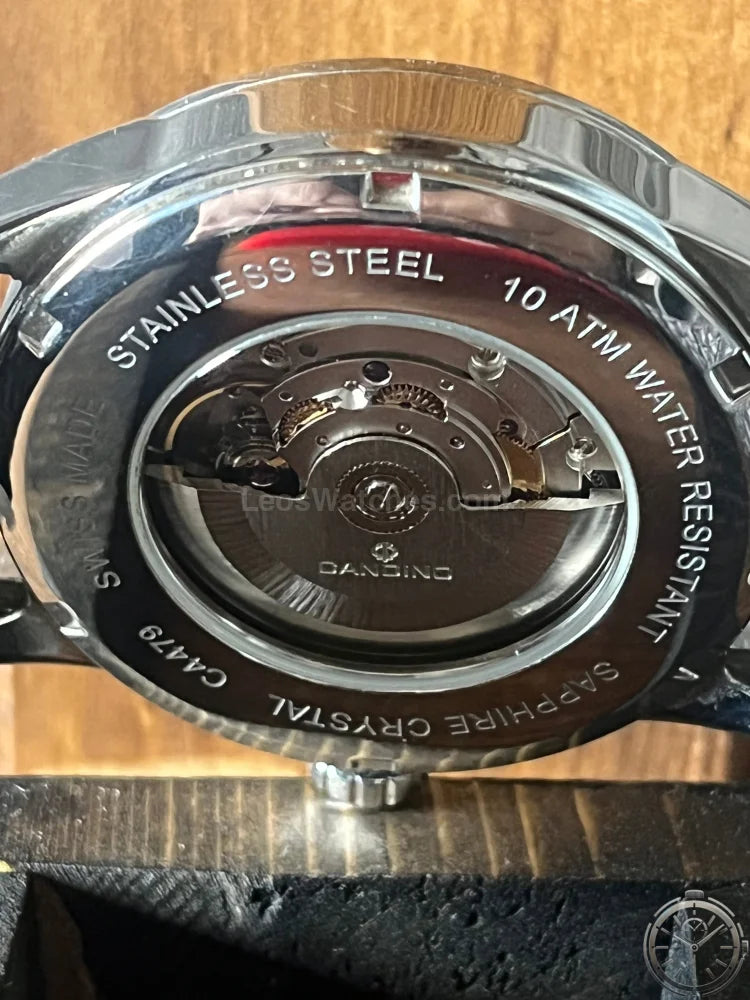 STAINLESS STEEL
10 ATM WATER RESISTANT
A
SAPPHIRE CRYSTAL
C4479
SWISS MADE
CANDINO
LeosWatches.com